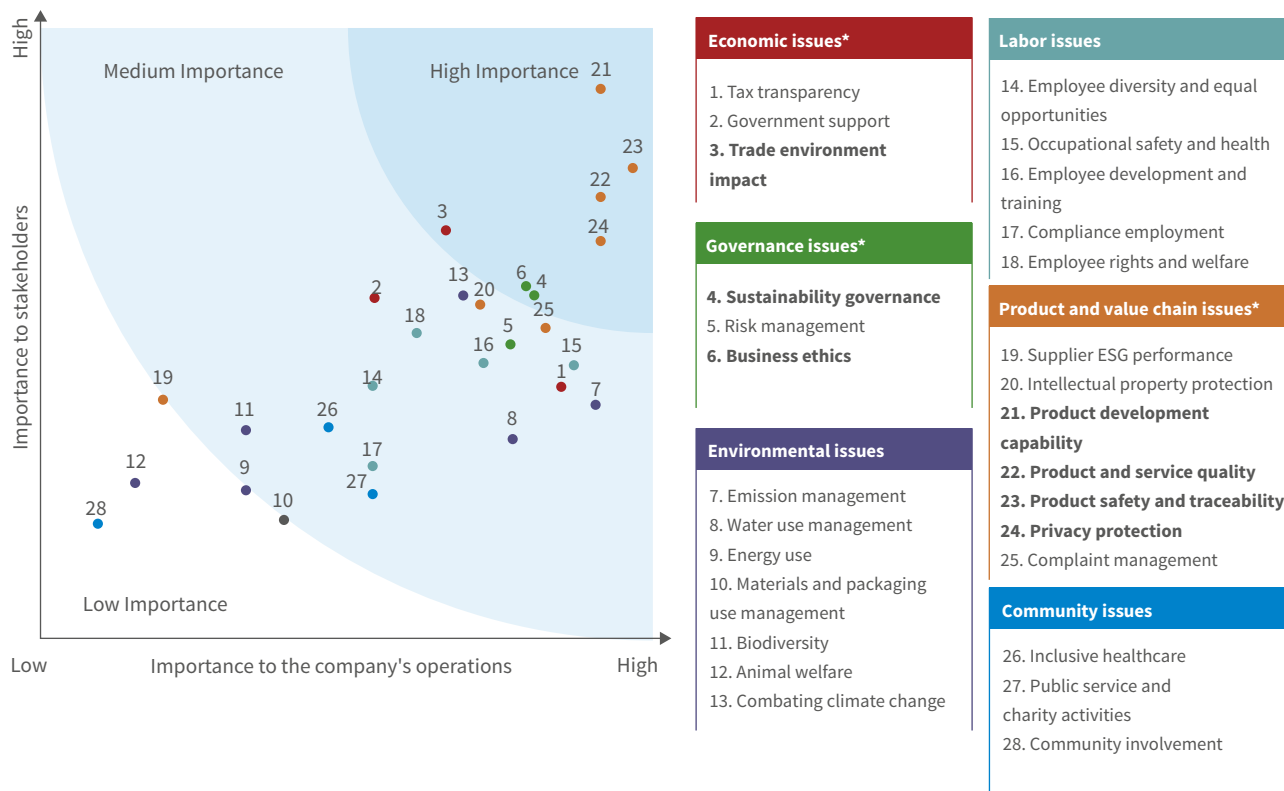 High
Medium Importance
High Importance
21
23
22
24
3
6
4
13
20
2
25
18
5
16
15
14
1
7
19
11
26
8
17
12
9
27
10
28
Low Importance
Importance to stakeholders
Low
Importance to the company's operations
High
Economic issues*
1. Tax transparency
2. Government support
3. Trade environment
impact
Governance issues*
4. Sustainability governance
5. Risk management
6. Business ethics
Environmental issues
7. Emission management
8. Water use management
9. Energy use
10. Materials and packaging
use management
11. Biodiversity
12. Animal welfare
13. Combating climate change
Labor issues
14. Employee diversity and equal
opportunities
15. Occupational safety and health
16. Employee development and
training
17. Compliance employment
18. Employee rights and welfare
Product and value chain issues*
19. Supplier ESG performance
20. Intellectual property protection
21. Product development
capability
22. Product and service quality
23. Product safety and traceability
24. Privacy protection
25. Complaint management
Community issues
26. Inclusive healthcare
27. Public service and
charity activities
28. Community involvement